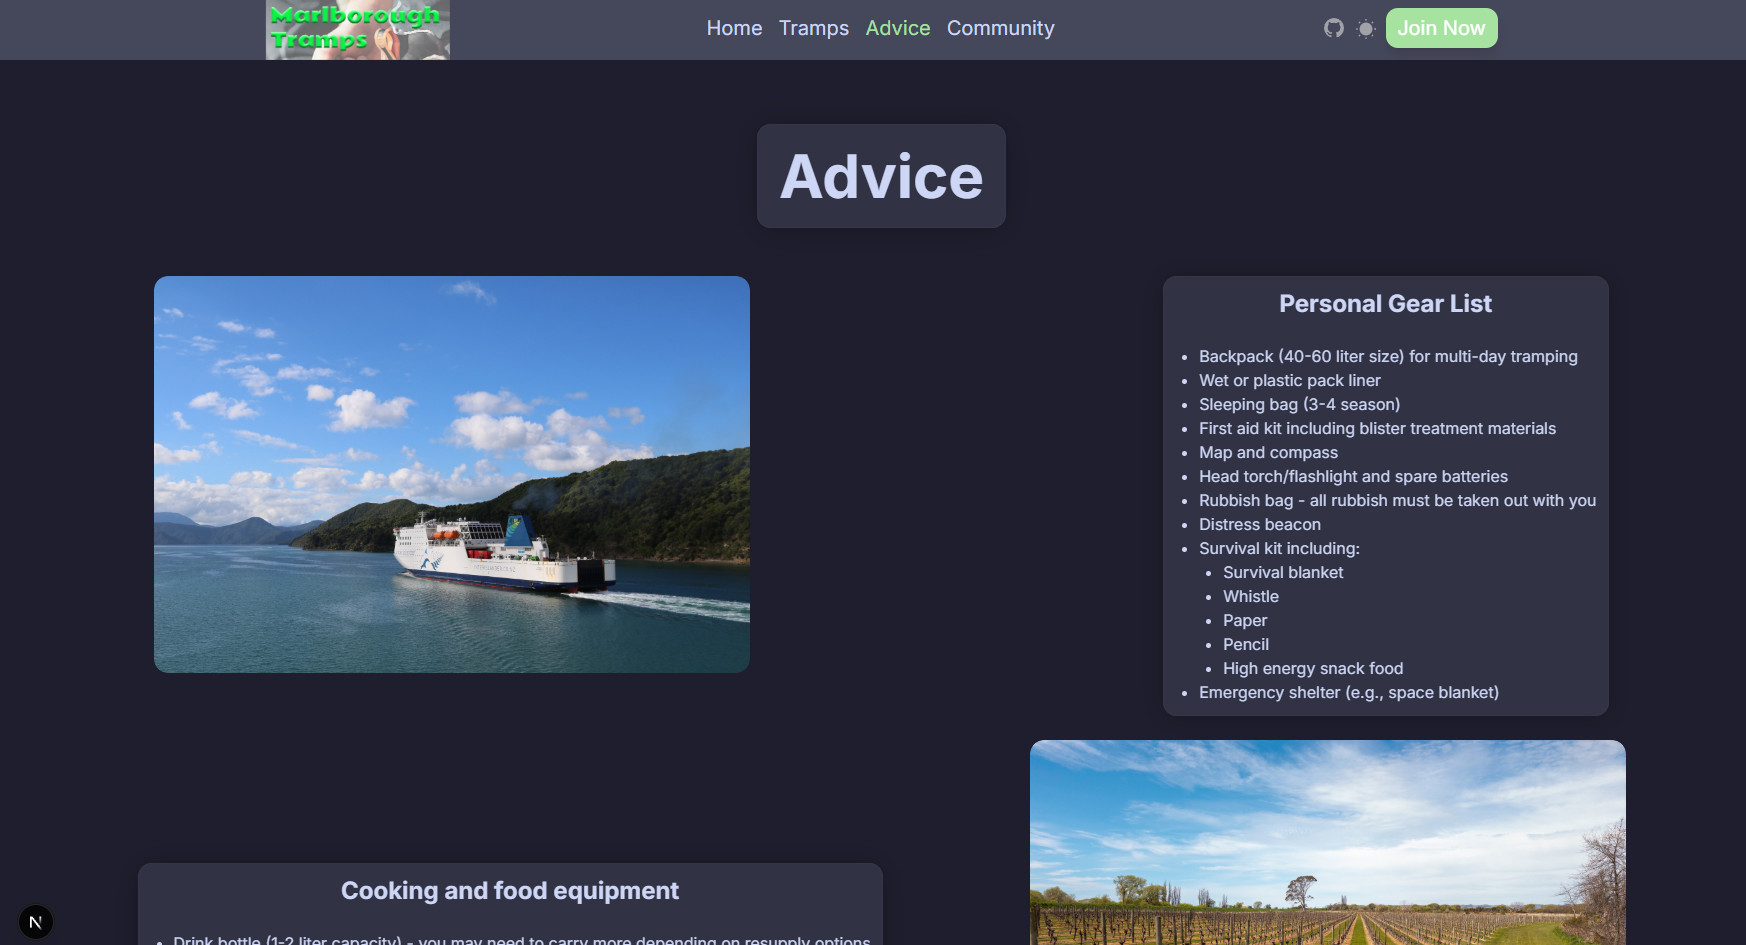 Marlborough
Tramps
Home Tramps Advice Community
Join Now
Advice
Personal Gear List
Backpack (40-60 liter size) for multi-day tramping
Wet or plastic pack liner
Sleeping bag (3-4 season)
First aid kit including blister treatment materials
Map and compass
Head torch/flashlight and spare batteries
Rubbish bag - all rubbish must be taken out with you
Distress beacon
Survival kit including:
Survival blanket
Whistle
Paper
Pencil
High energy snack food
Emergency shelter (e.g., space blanket)
Cooking and food equipment
Drink bottle (1-2 liter capacity) - you may need to carry more depending on resupply options
N